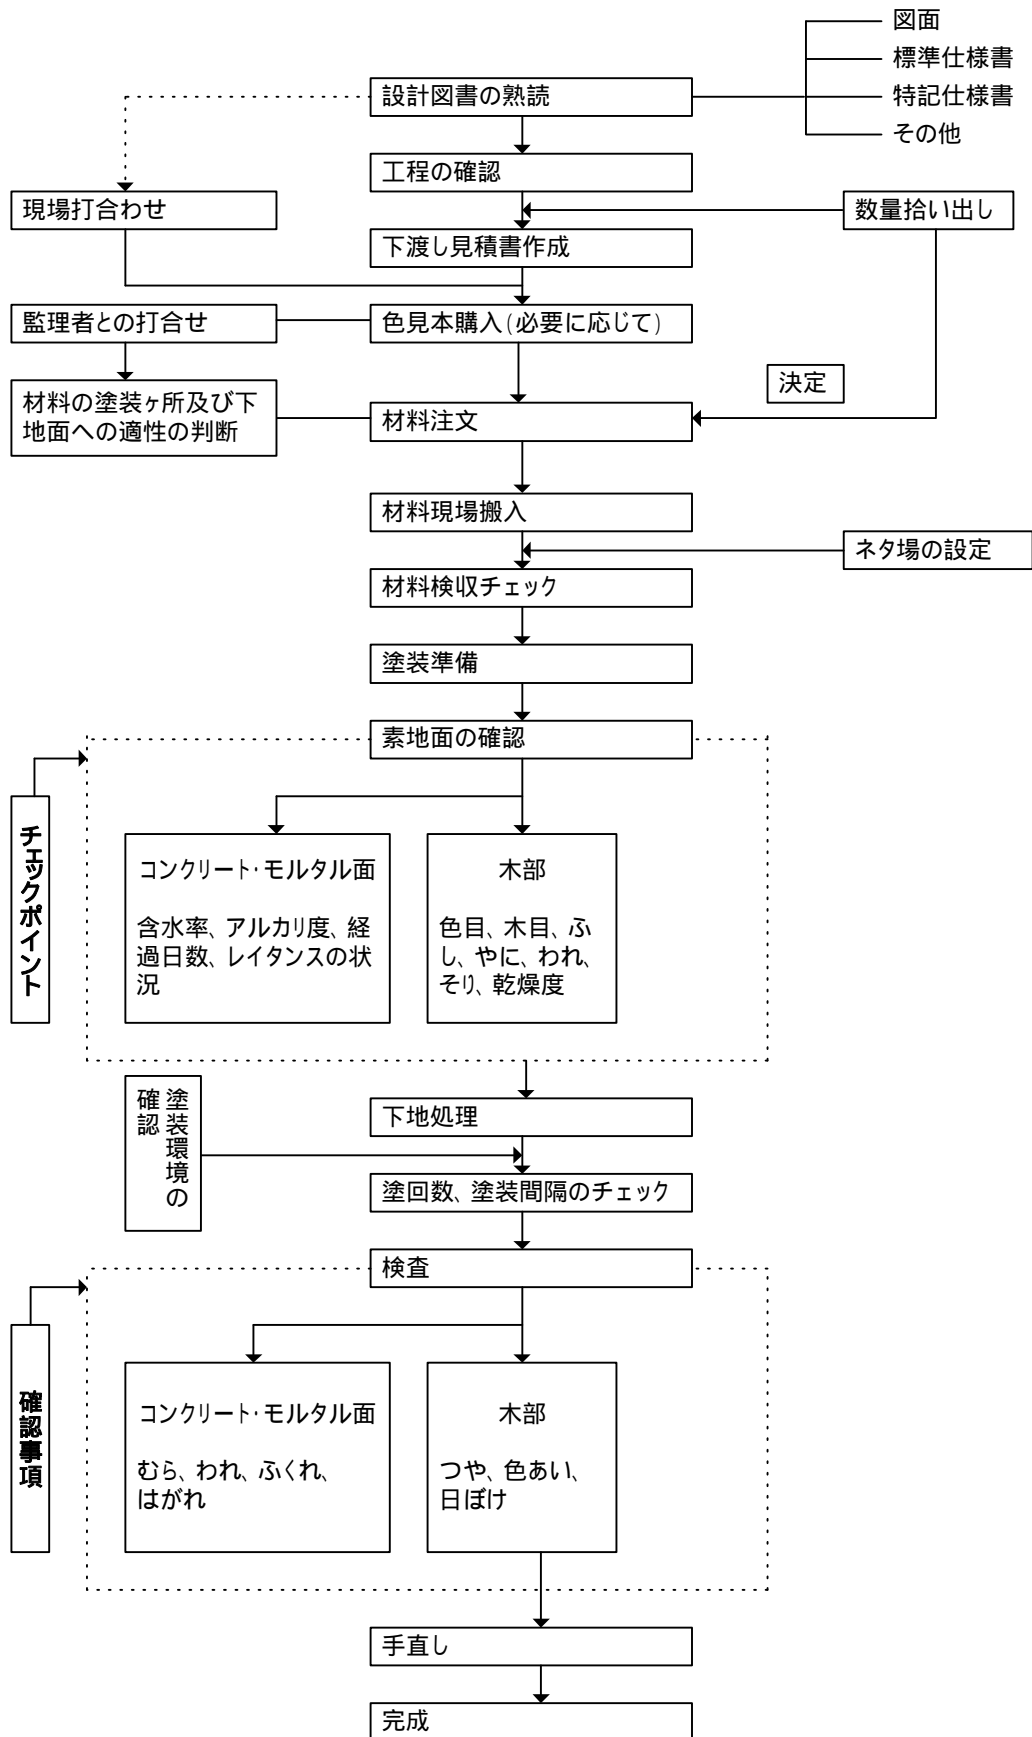 図面
標準仕様書
設計図書の熟読
特記仕様書
その他
工程の確認
現場打合わせ
数量拾い出し
下渡し見積書作成
監理者との打合せ
色見本購入(必要に応じて)
決定
材料の塗装ヶ所及び下
地面への適性の判断
材料注文
材料現場搬入
ネタ場の設定
材料検収チェック
塗装準備
素地面の確認
チェックポイント
コンクリート・モルタル面
含水率、アルカリ度、経
過日数、レイタンスの状
況
木部
色目、木目、ふ
し、やに、われ、
そり、乾燥度
塗装環境の
確認
下地処理
塗回数、塗装間隔のチェック
検査
確認事項
コンクリート・モルタル面
むら、われ、ふくれ、
はがれ
木部
つや、色あい、
日ぼけ
手直し
完成